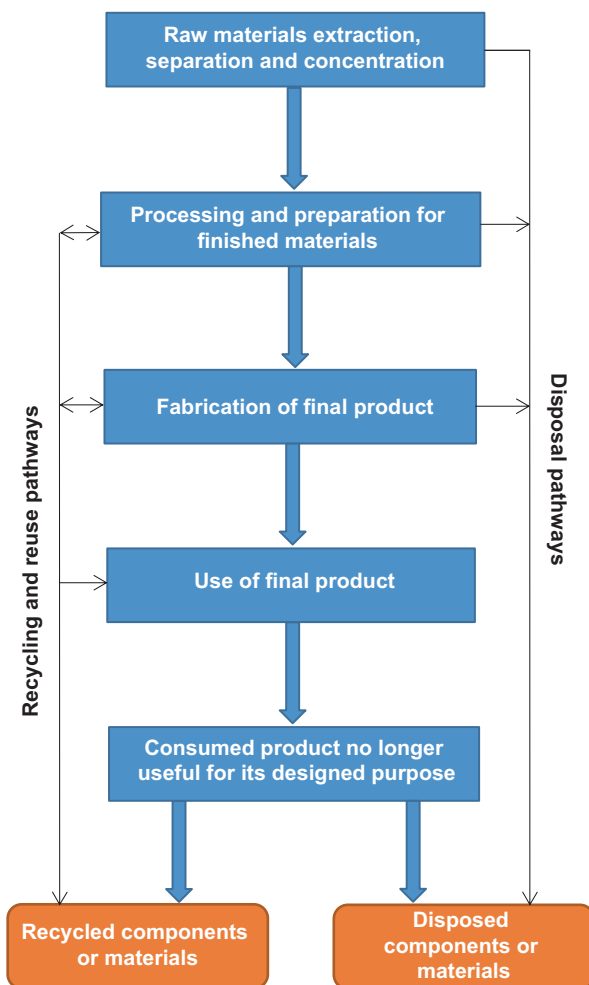 Raw materials extraction,
separation and concentration
Processing and preparation for
finished materials
Fabrication of final product
Use of final product
Consumed product no longer
useful for its designed purpose
Recycled components
or materials
Disposed
components or
materials
Recycling and reuse pathways
Disposal pathways